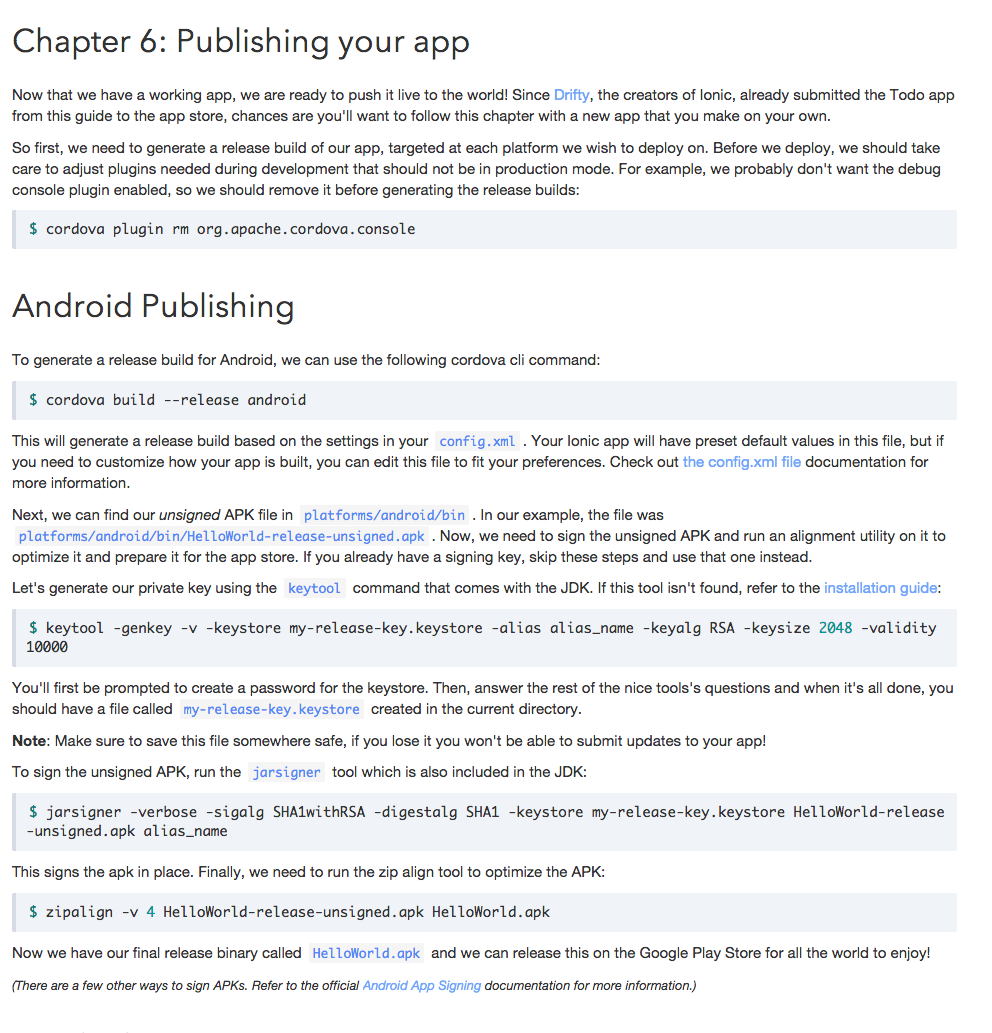 Chapter 6: Publishing your app
Now that we have a working app, we are ready to push it live to the world! Since Drifty, the creators of Ionic, already submitted the Todo app
from this guide to the app store, chances are you'll want to follow this chapter with a new app that you make on your own.
So first, we need to generate a release build of our app, targeted at each platform we wish to deploy on. Before we deploy, we should take
care to adjust plugins needed during development that should not be in production mode. For example, we probably don't want the debug
console plugin enabled, so we should remove it before generating the release builds:
$ cordova plugin rm org.apache.cordova.console
Android Publishing
To generate a release build for Android, we can use the following cordova cli command:
$ cordova build --release android
This will generate a release build based on the settings in your config.xml . Your Ionic app will have preset default values in this file, but if
you need to customize how your app is built, you can edit this file to fit your preferences. Check out the config.xml file documentation for
more information.
Next, we can find our unsigned APK file in platforms/android/bin . In our example, the file was
platforms/android/bin/HelloWorld-release-unsigned.apk . Now, we need to sign the unsigned APK and run an alignment utility on it to
optimize it and prepare it for the app store. If you already have a signing key, skip these steps and use that one instead.
Let's generate our private key using the keytool command that comes with the JDK. If this tool isn't found, refer to the installation guide:
$ keytool -genkey -v -keystore my-release-key.keystore -alias alias_name -keyalg RSA -keysize 2048 -validity
10000
You'll first be prompted to create a password for the keystore. Then, answer the rest of the nice tools's questions and when it's all done, you
should have a file called my-release-key.keystore created in the current directory.
Note: Make sure to save this file somewhere safe, if you lose it you won't be able to submit updates to your app!
To sign the unsigned APK, run the jarsigner tool which is also included in the JDK:
$ jarsigner -verbose -sigalg SHA1withRSA -digestalg SHA1 -keystore my-release-key.keystore HelloWorld-release
-unsigned.apk alias_name
This signs the apk in place. Finally, we need to run the zip align tool to optimize the APK:
$ zipalign -v 4 HelloWorld-release-unsigned.apk HelloWorld.apk
Now we have our final release binary called HelloWorld.apk and we can release this on the Google Play Store for all the world to enjoy!
(There are a few other ways to sign APKs. Refer to the official Android App Signing documentation for more information.)